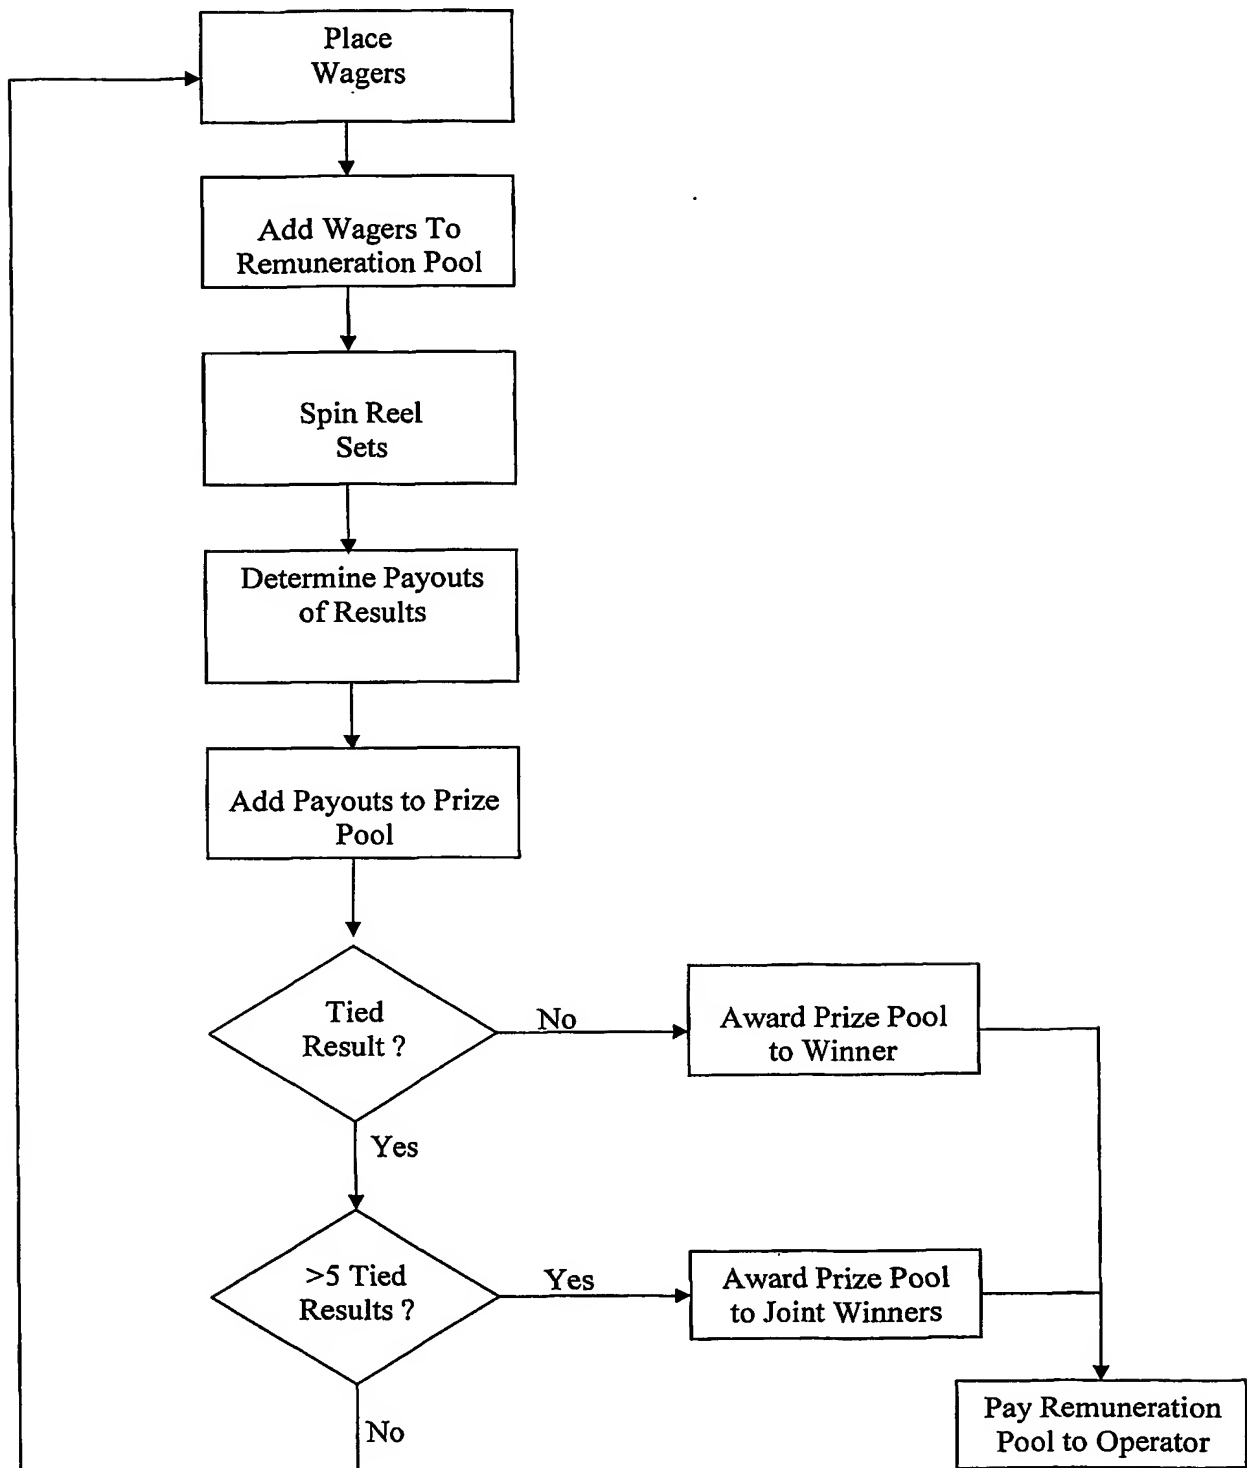 Place
Wagers
Add Wagers To
Remuneration Pool
Spin Reel
Sets
Determine Payouts
of Results
Add Payouts to Prize
Pool
Tied
Result ?
No
Award Prize Pool
to Winner
Yes
>5 Tied
Results ?
Yes
Award Prize Pool
to Joint Winners
No
Pay Remuneration
Pool to Operator